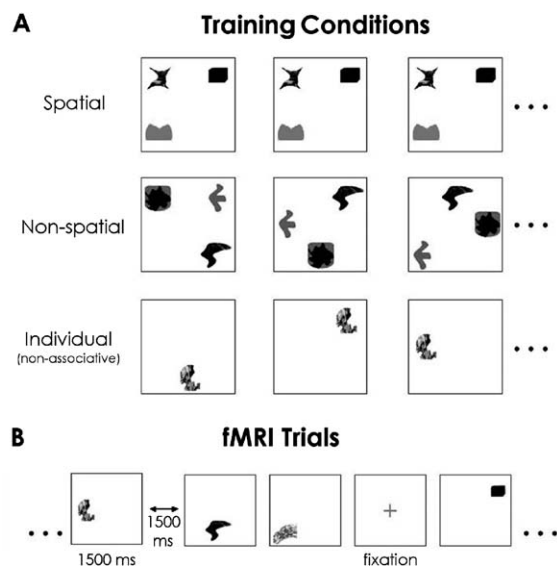 A
Training Conditions
Spatial
Non-spatial
Individual
(non-associative)
B
fMRI Trials
1500
ms
1500 ms
fixation